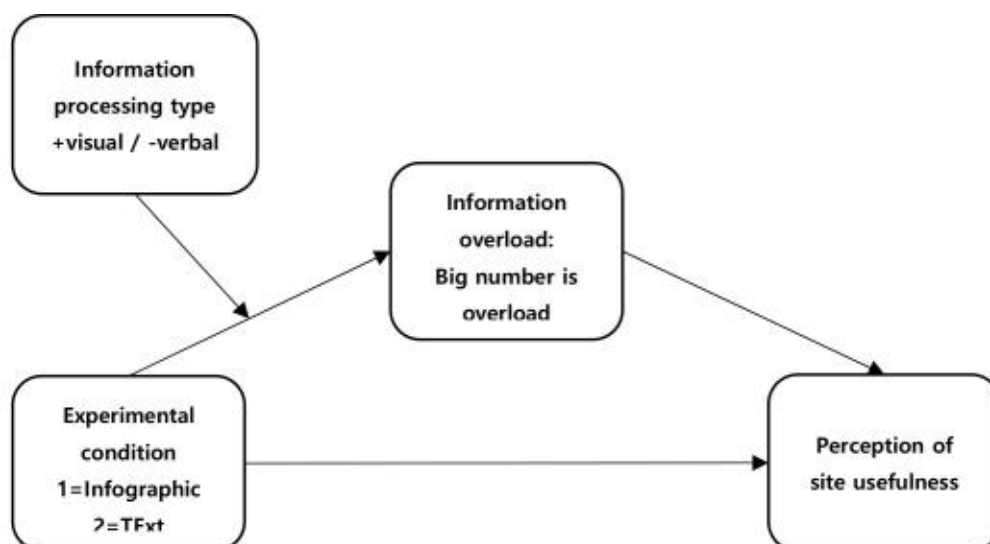 Information
processing type
+visual / -verbal
Information
overload:
Big number is
overload
Experimental
condition
1=Infographic
2=TExt
Perception of
site usefulness